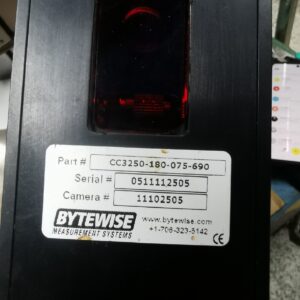 Part # CC3250-180-075-690
Serial # 0511112505
Camera # 11102505
BYTEWISE www.bytewise.com
MEASUREMENT SYSTEMS +1-706-323-5142
CE